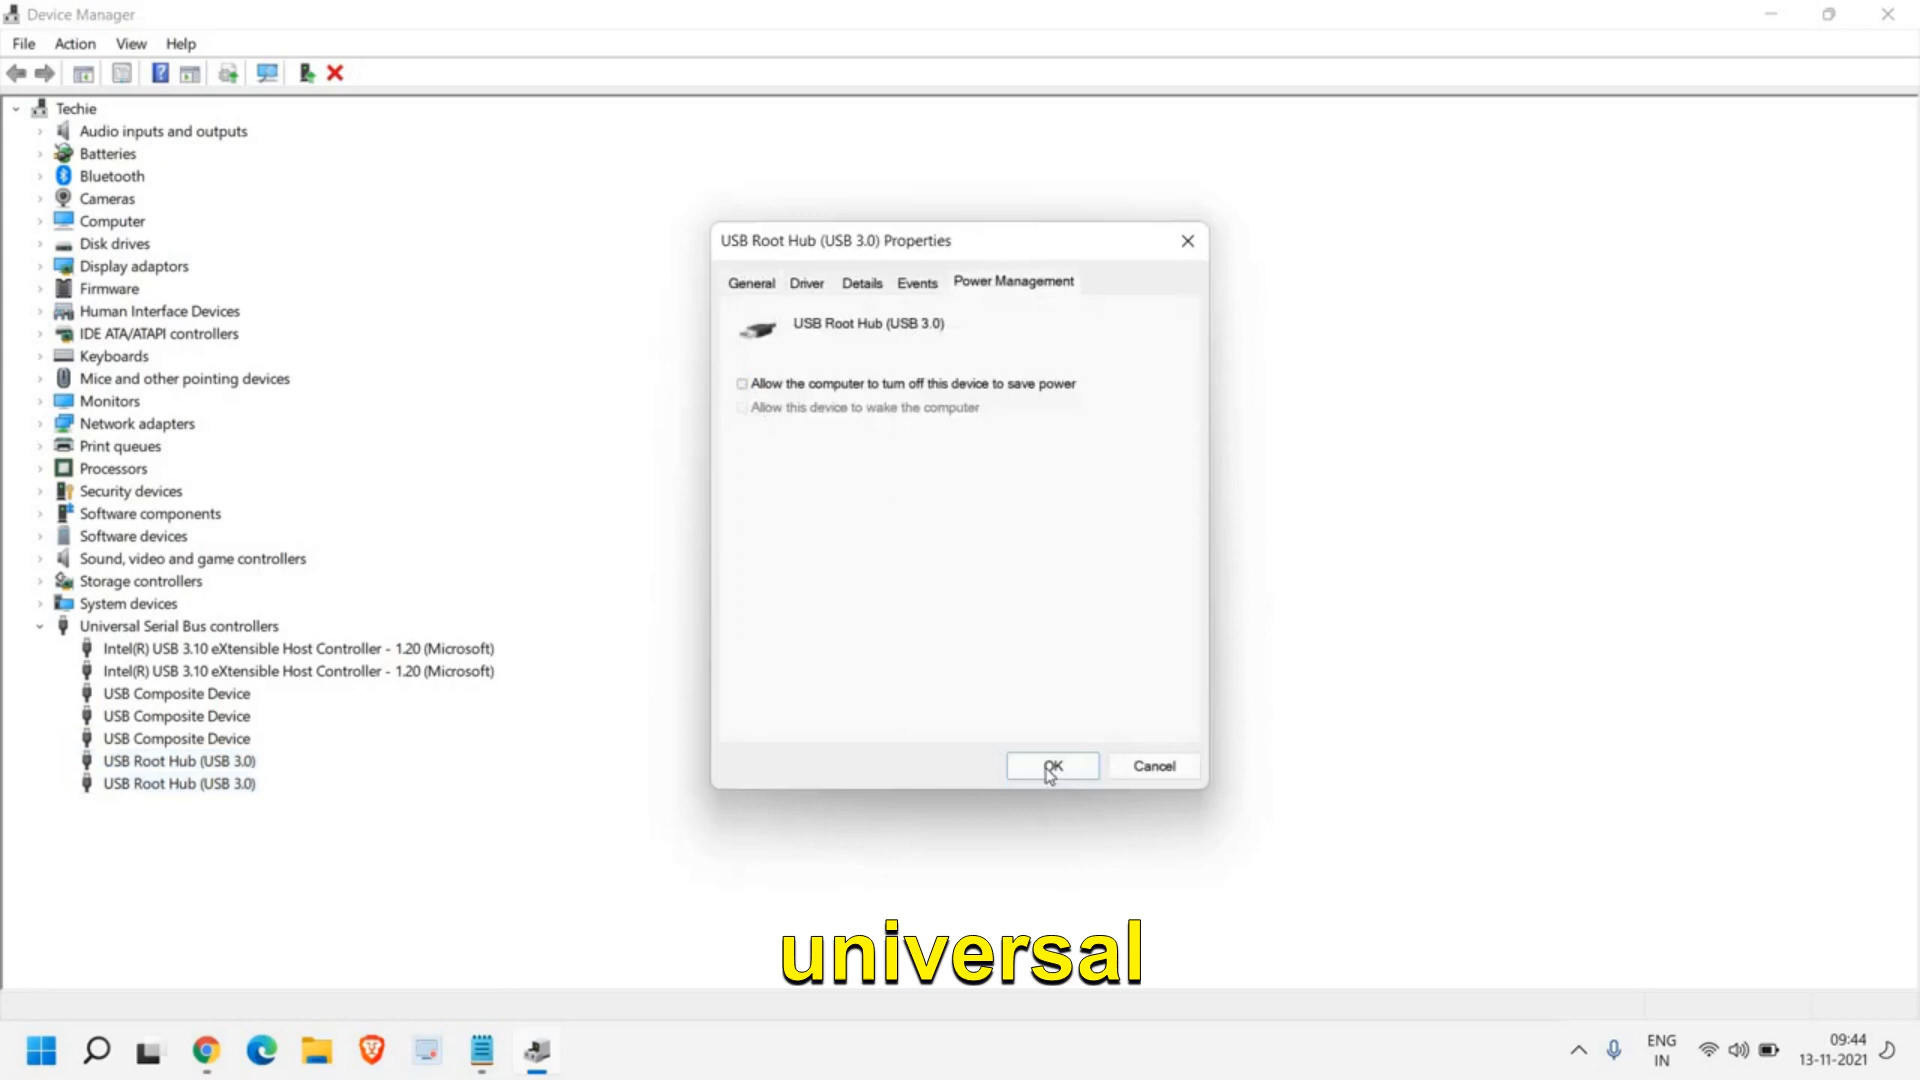 Device Manager
File Action View Help
Techie
Audio inputs and outputs
Batteries
Bluetooth
Cameras
Computer
Disk drives
Display adaptors
Firmware
Human Interface Devices
IDE ATA/ATAPI controllers
Keyboards
Mice and other pointing devices
Monitors
Network adapters
Print queues
Processors
Security devices
Software components
Software devices
Sound, video and game controllers
Storage controllers
System devices
Universal Serial Bus controllers
Intel(R) USB 3.10 eXtensible Host Controller - 1.20 (Microsoft)
Intel(R) USB 3.10 eXtensible Host Controller - 1.20 (Microsoft)
USB Composite Device
USB Composite Device
USB Composite Device
USB Root Hub (USB 3.0)
USB Root Hub (USB 3.0)
USB Root Hub (USB 3.0) Properties
General Driver Details Events Power Management
USB Root Hub (USB 3.0)
Allow the computer to turn off this device to save power
Allow this device to wake the computer
OK Cancel
universal
ENG
IN
09:44
13-11-2021